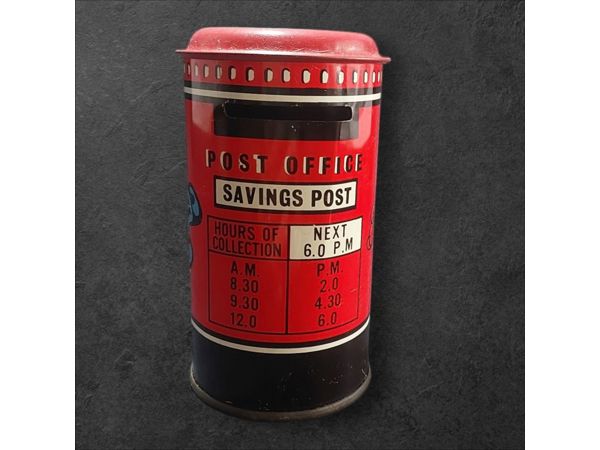 POST OFFICE
SAVINGS POST
HOURS OF COLLECTION
NEXT 6.0 P.M
A.M. P.M.
8.30 2.0
9.30 4.30
12.0 6.0